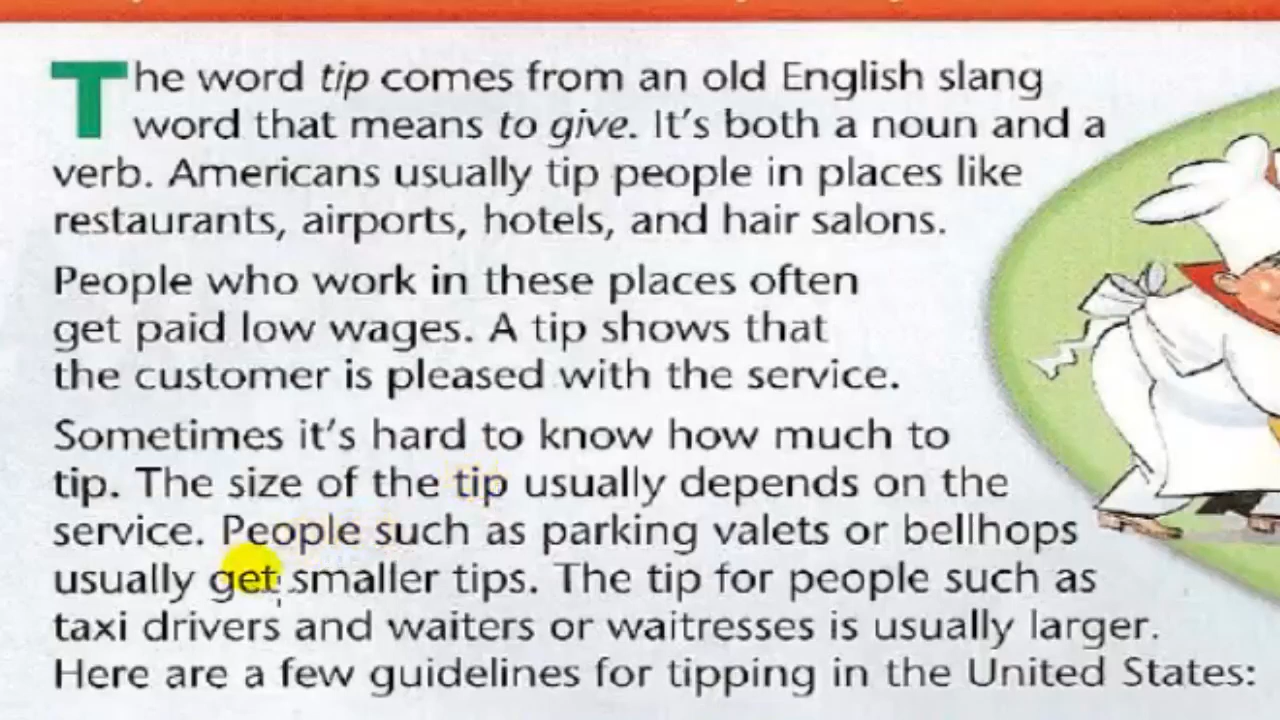 The word tip comes from an old English slang
word that means to give. It's both a noun and a
verb. Americans usually tip people in places like
restaurants, airports, hotels, and hair salons.
People who work in these places often
get paid low wages. A tip shows that
the customer is pleased with the service.
Sometimes it's hard to know how much to
tip. The size of the tip usually depends on the
service. People such as parking valets or bellhops
usually get smaller tips. The tip for people such as
taxi drivers and waiters or waitresses is usually larger.
Here are a few guidelines for tipping in the United States: